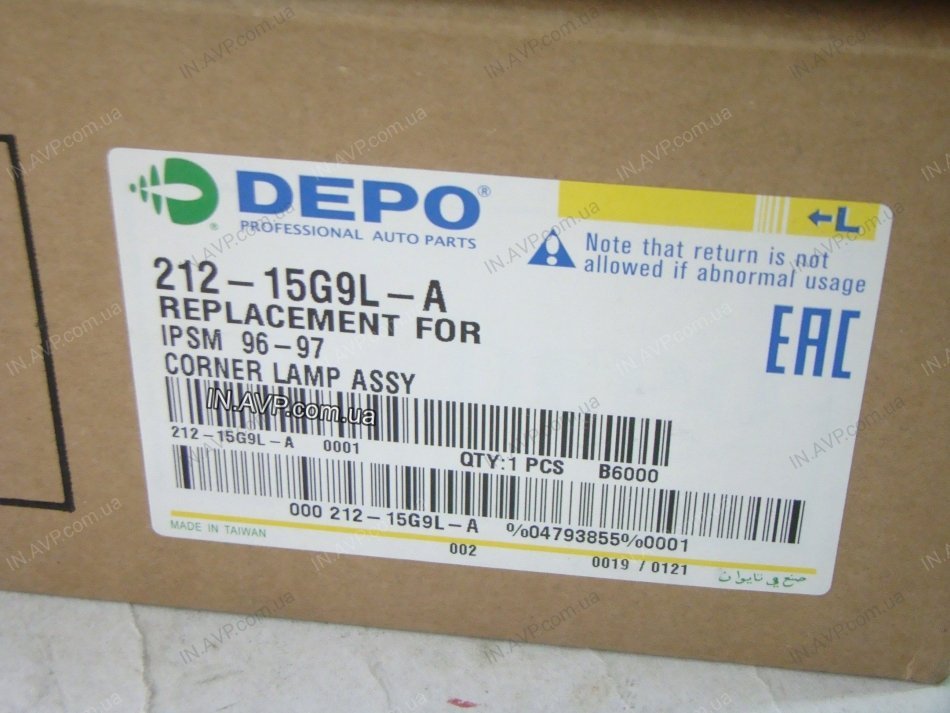 DEPO®
PROFESSIONAL AUTO PARTS
←L
Note that return is not
allowed if abnormal usage
212-15G9L-A
REPLACEMENT FOR
IPSM 96-97
CORNER LAMP ASSY
EAC
IN.AVP.com.ua
212-15G9L-A 0001
QTY:1 PCS B6000
000 212-15G9L-A %04793855%0001
MADE IN TAIWAN
002
0019 / 0121
صنع في تايوان